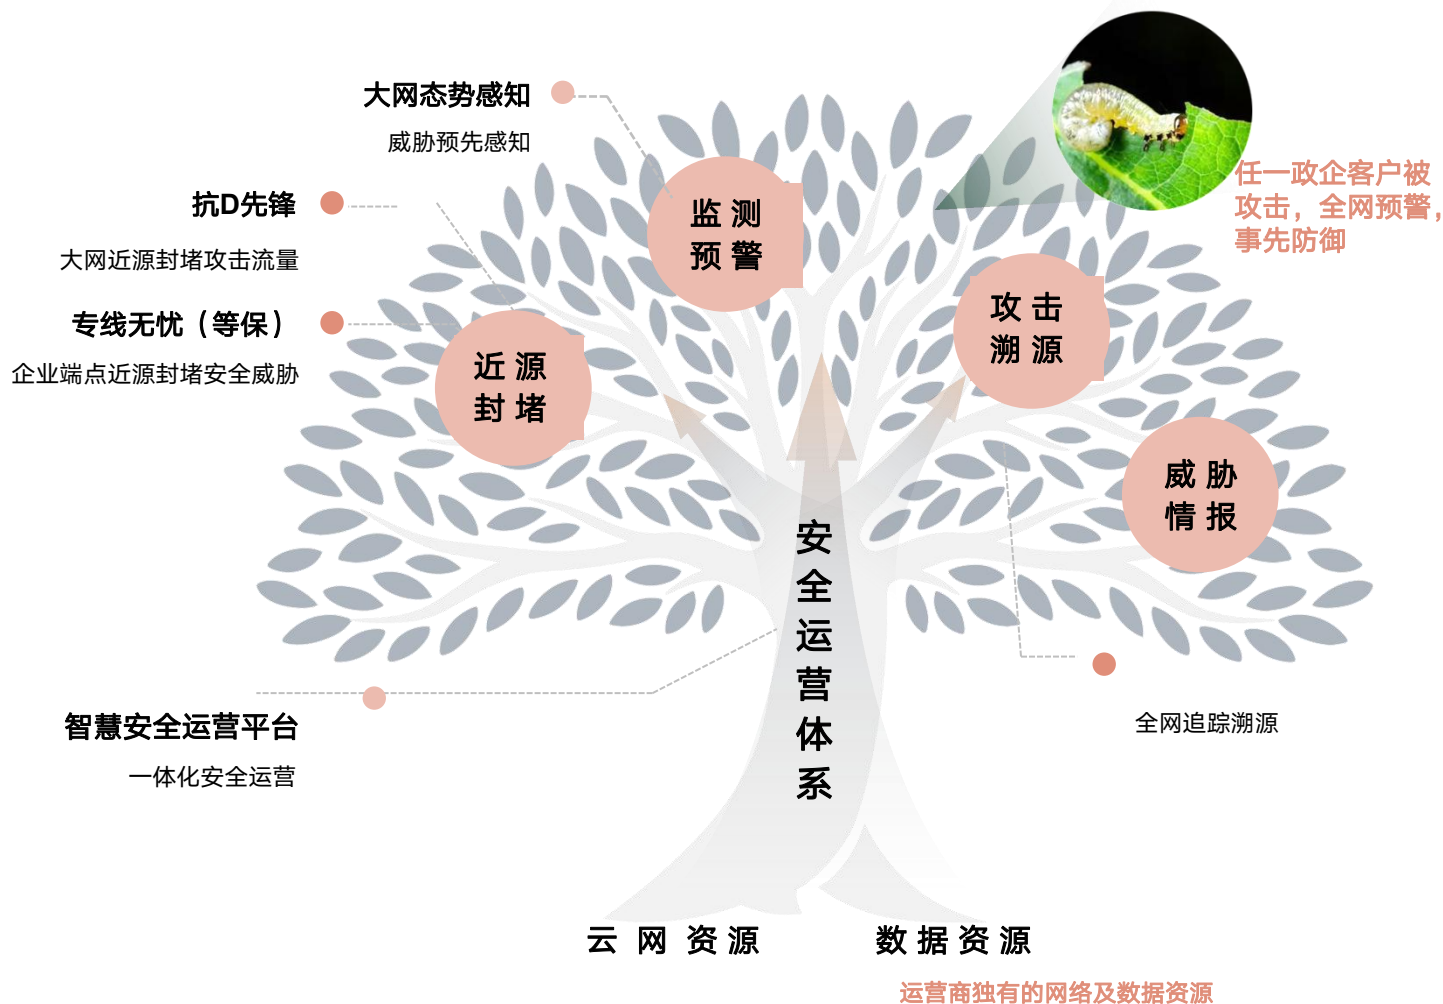 大网态势感知
威胁预先感知
抗D先锋
大网近源封堵攻击流量
专线无忧（等保）
企业端点近源封堵安全威胁
监测
预警
近源
封堵
攻击
溯源
威胁
情报
任一政企客户被
攻击，全网预警，
事先防御
安全运营体系
智慧安全运营平台
一体化安全运营
全网追踪溯源
云网资源
数据资源
运营商独有的网络及数据资源